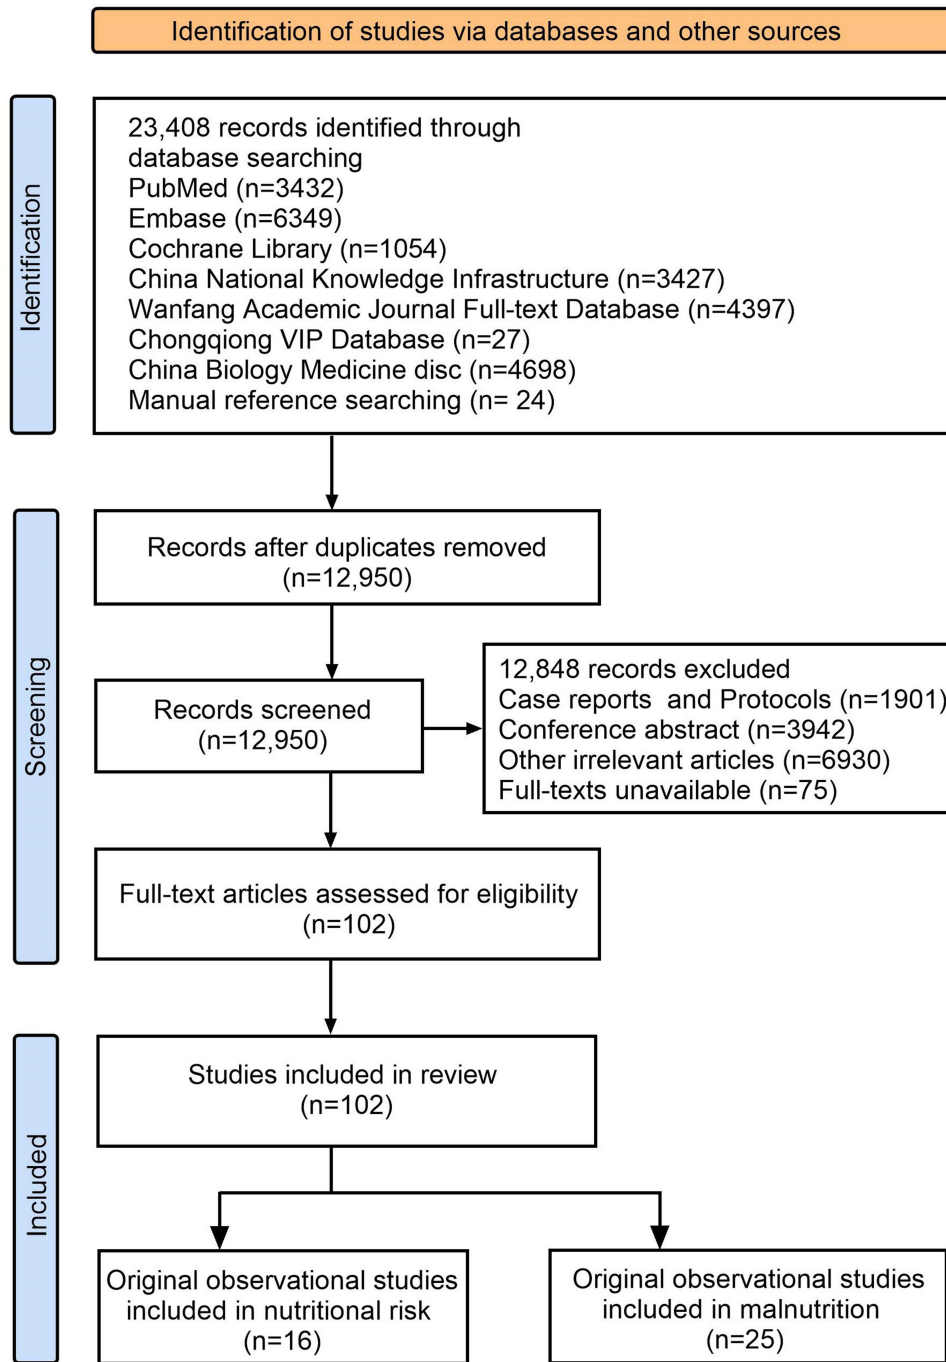 Identification of studies via databases and other sources
Identification
23,408 records identified through
database searching
PubMed (n=3432)
Embase (n=6349)
Cochrane Library (n=1054)
China National Knowledge Infrastructure (n=3427)
Wanfang Academic Journal Full-text Database (n=4397)
Chongqiong VIP Database (n=27)
China Biology Medicine disc (n=4698)
Manual reference searching (n= 24)
Screening
Records after duplicates removed
(n=12,950)
Records screened
(n=12,950)
12,848 records excluded
Case reports  and Protocols (n=1901)
Conference abstract (n=3942)
Other irrelevant articles (n=6930)
Full-texts unavailable (n=75)
Full-text articles assessed for eligibility
(n=102)
Included
Studies included in review
(n=102)
Original observational studies
included in nutritional risk
(n=16)
Original observational studies
included in malnutrition
(n=25)